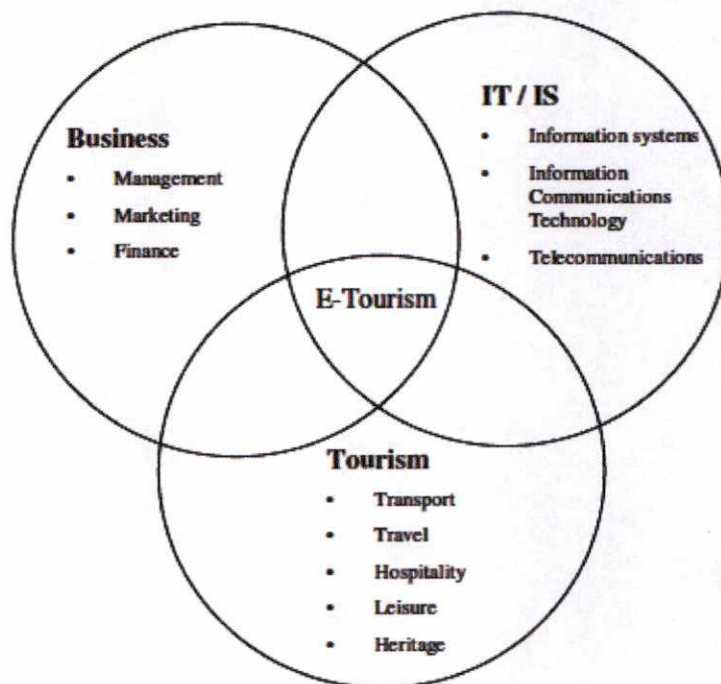 Business
• Management
• Marketing
• Finance
IT / IS
• Information systems
• Information
Communications
Technology
• Telecommunications
E-Tourism
Tourism
• Transport
• Travel
• Hospitality
• Leisure
• Heritage